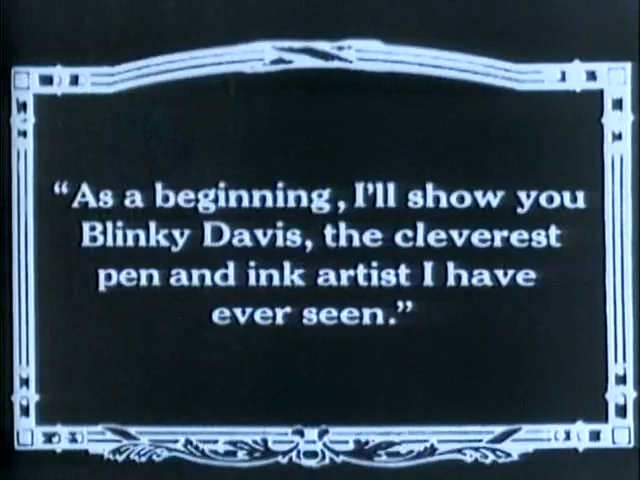 “As a beginning, I'll show you
Blinky Davis, the cleverest
pen and ink artist I have
ever seen.”